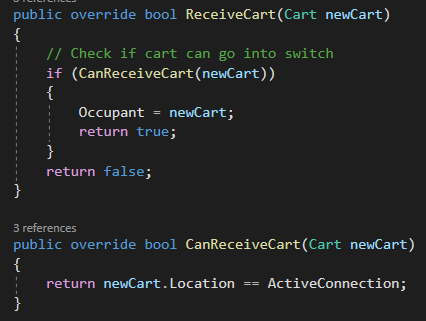 public override bool ReceiveCart(Cart newCart)
{
    // Check if cart can go into switch
    if (CanReceiveCart(newCart))
    {
        Occupant = newCart;
        return true;
    }
    return false;
}
3 references
public override bool CanReceiveCart(Cart newCart)
{
    return newCart.Location == ActiveConnection;
}